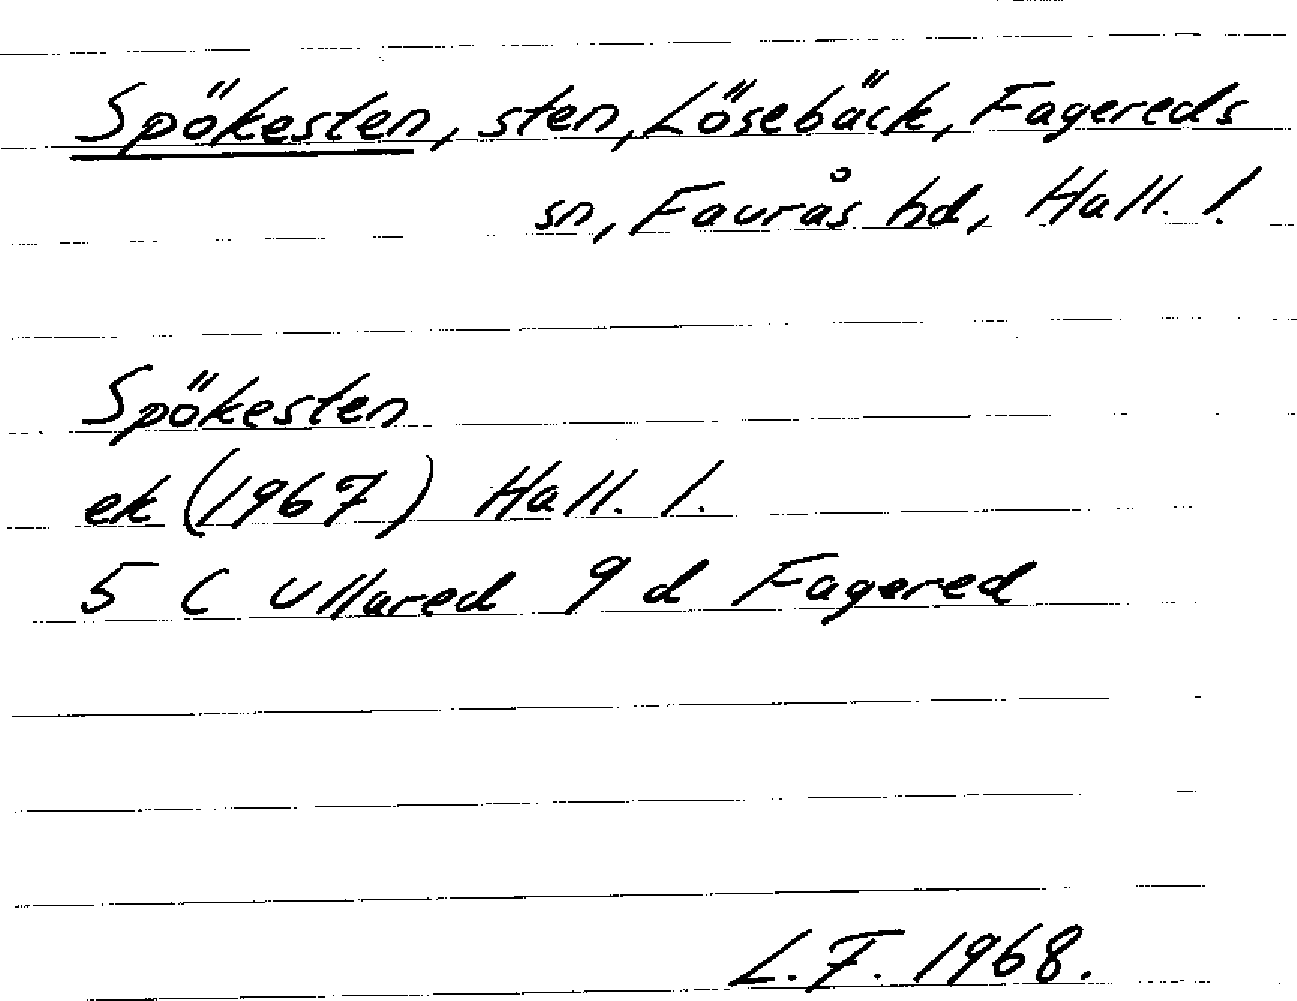 Spökesten, sten, Lösebäck, Fagereds
sn, Faurås hd, Hall. l.
Spökesten
ek (1967) Hall. l.
5 C Ullared 9 d Fagered
L.F. 1968.